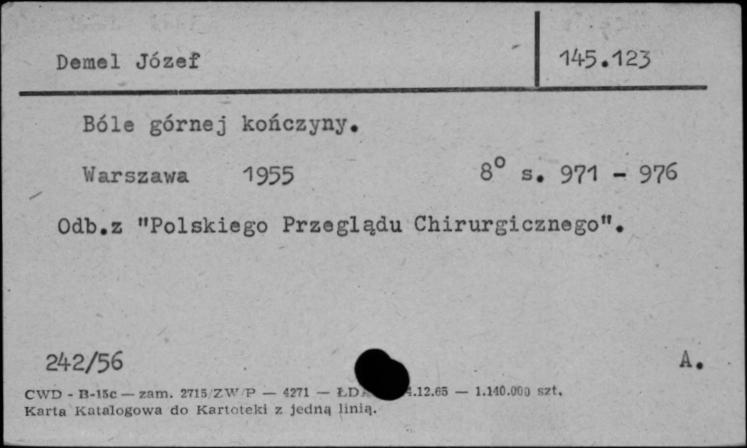 Demel Józef 145.123
Bóle górnej kończyny.
Warszawa 1955 8° s. 971 - 976
Odb.z "Polskiego Przeglądu Chirurgicznego".
242/56 A.
CWD - B-15c — zam. 2715/ZW/P — 4271 — .12.65 — 1.140.000 szt.
Karta Katalogowa do Kartoteki z jedną linią.